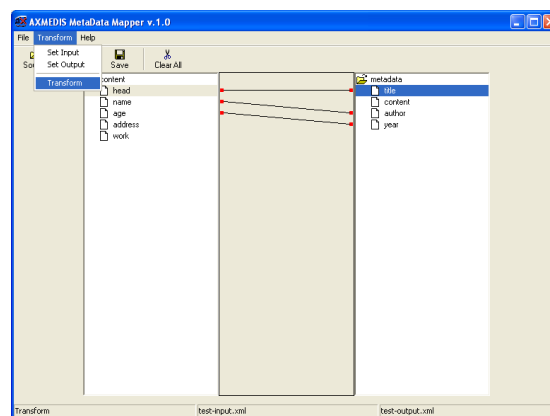 AXMEDIS MetaData Mapper v.1.0
File Transform Help
Set Input
Set Output
Transform
Save
Clear All
content
head
name
age
address
work
metadata
title
content
author
year
Transform
test-input.xml
test-output.xml